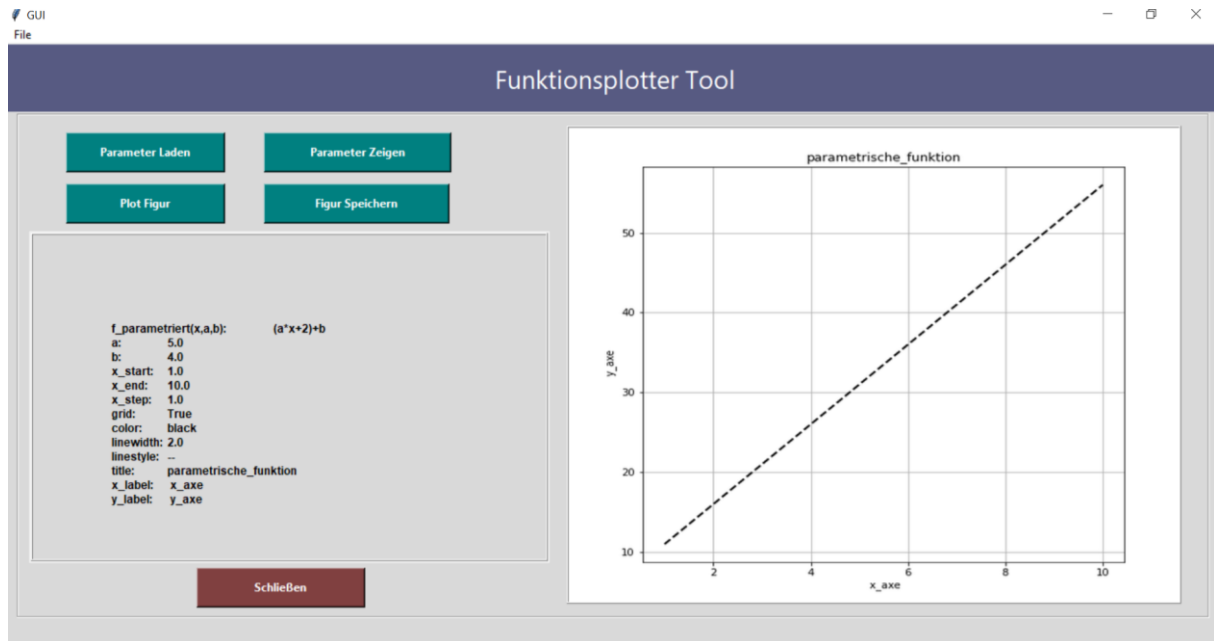 GUI
File
Funktionsplotter Tool
Parameter Laden
Parameter Zeigen
Plot Figur
Figur Speichern
f_parametriert(x,a,b): (a*x+2)+b
a: 5.0
b: 4.0
x_start: 1.0
x_end: 10.0
x_step: 1.0
grid: True
color: black
linewidth: 2.0
linestyle: --
title: parametrische_funktion
x_label: x_axe
y_label: y_axe
Schließen
parametrische_funktion
y_axe
50
40
30
20
10
2 4 6 8 10
x_axe